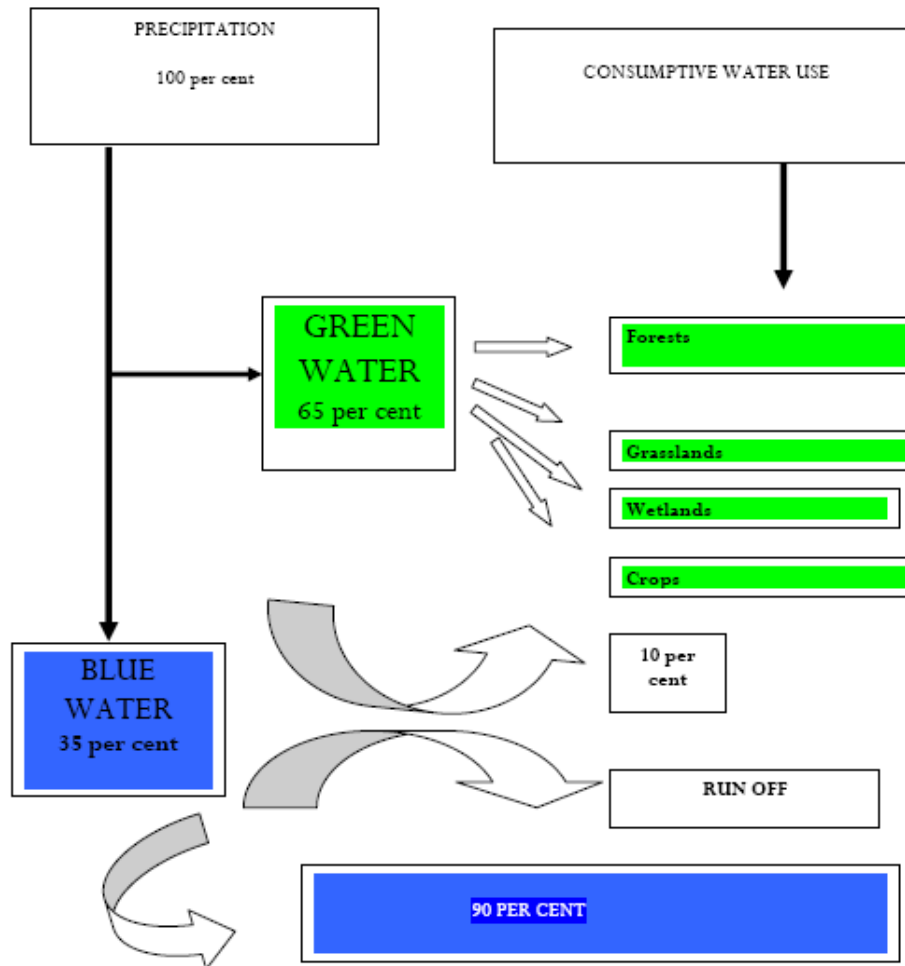 PRECIPITATION
100 per cent
CONSUMPTIVE WATER USE
GREEN
WATER
65 per cent
Forests
Grasslands
Wetlands
Crops
BLUE
WATER
35 per cent
10 per
cent
RUN OFF
90 PER CENT